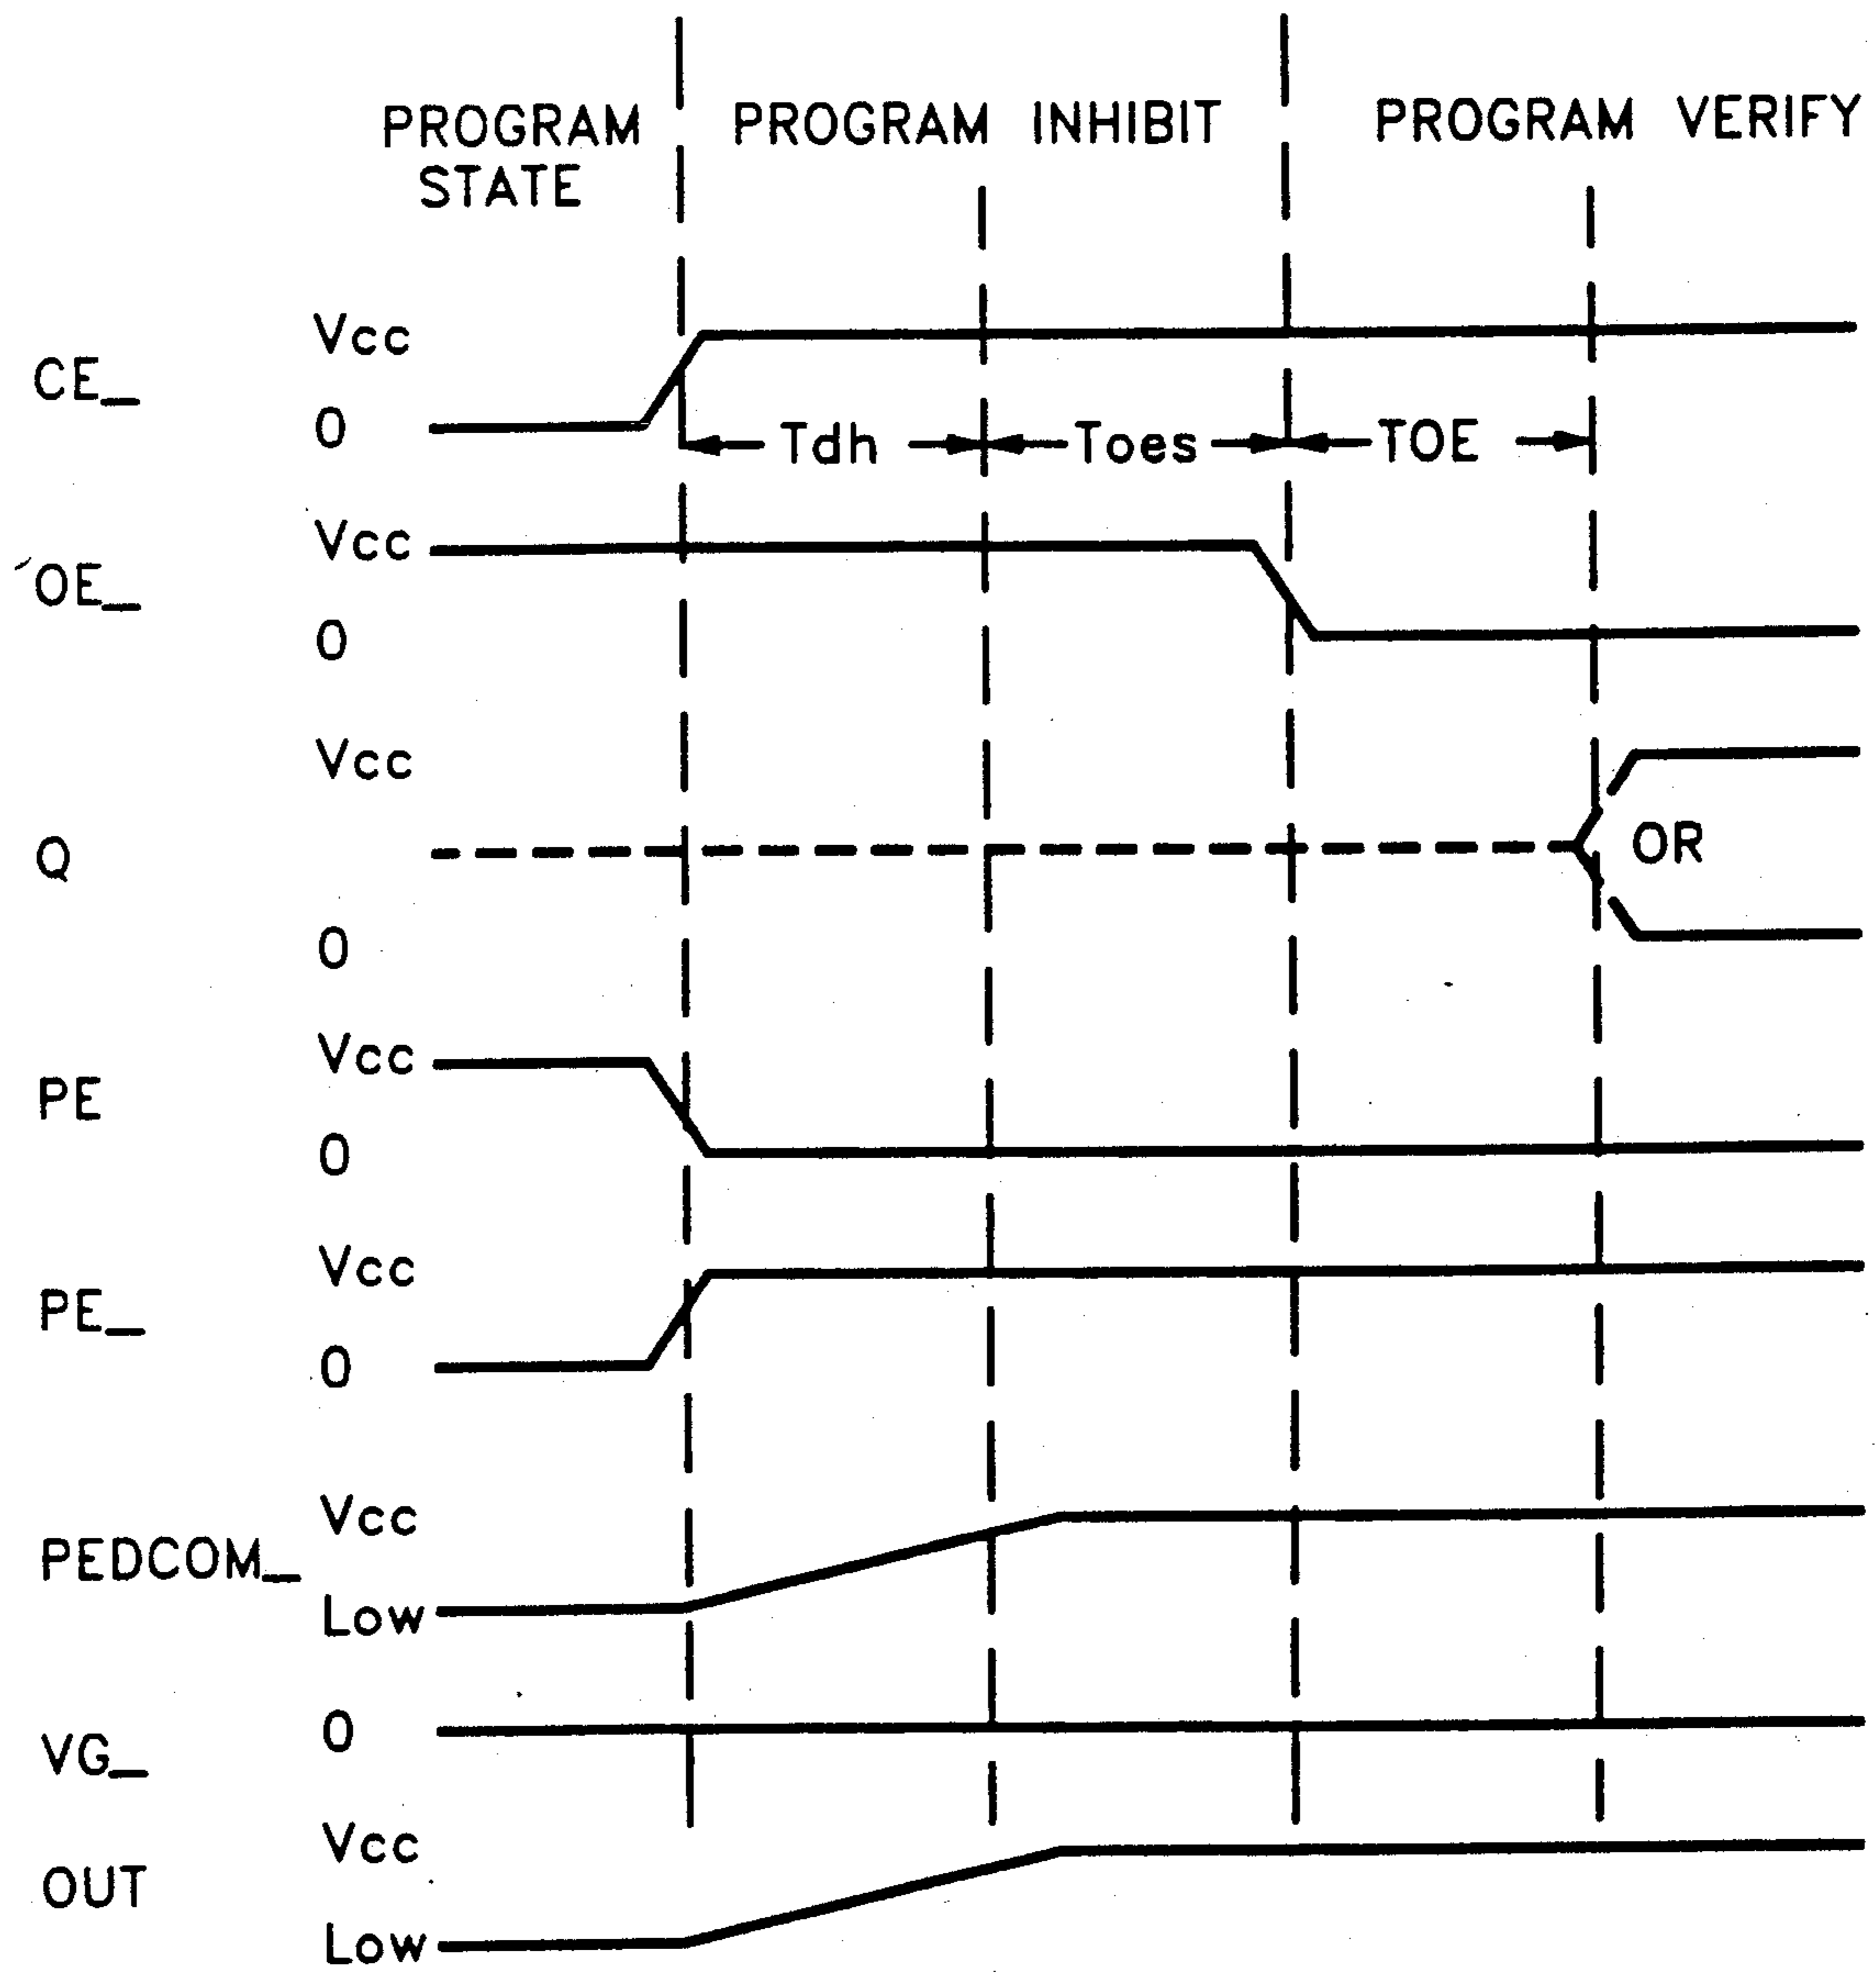 PROGRAM STATE
PROGRAM INHIBIT
PROGRAM VERIFY
CE_
Vcc
0
Tdh
Toes
TOE
OE_
Vcc
0
Q
Vcc
0
OR
PE
Vcc
0
PE_
Vcc
0
PEDCOM_
Vcc
Low
VG_
0
OUT
Vcc
Low